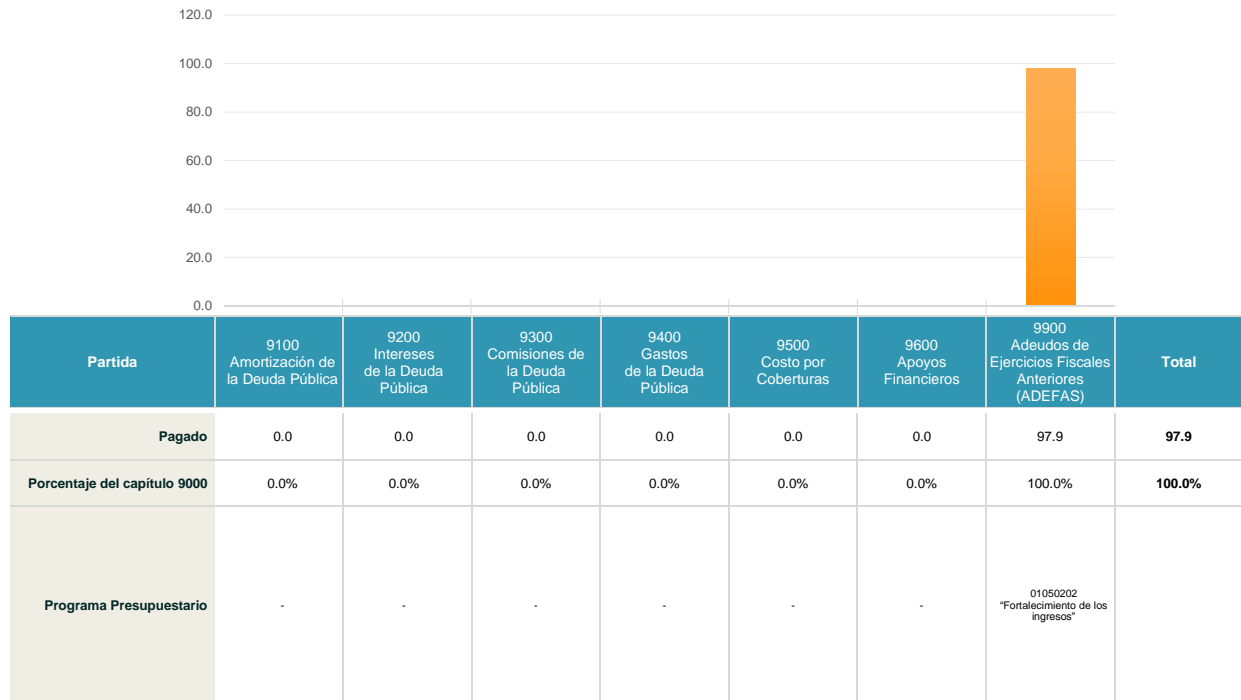 120.0
100.0
80.0
60.0
40.0
20.0
0.0
Partida
9100
Amortización de
la Deuda Pública
9200
Intereses
de la Deuda
Pública
9300
Comisiones de
la Deuda
Pública
9400
Gastos
de la Deuda
Pública
9500
Costo por
Coberturas
9600
Apoyos
Financieros
9900
Adeudos de
Ejercicios Fiscales
Anteriores
(ADEFAS)
Total
Pagado 0.0 0.0 0.0 0.0 0.0 0.0 97.9 97.9
Porcentaje del capítulo 9000 0.0% 0.0% 0.0% 0.0% 0.0% 0.0% 100.0% 100.0%
Programa Presupuestario - - - - - -
01050202
“Fortalecimiento de los
ingresos”